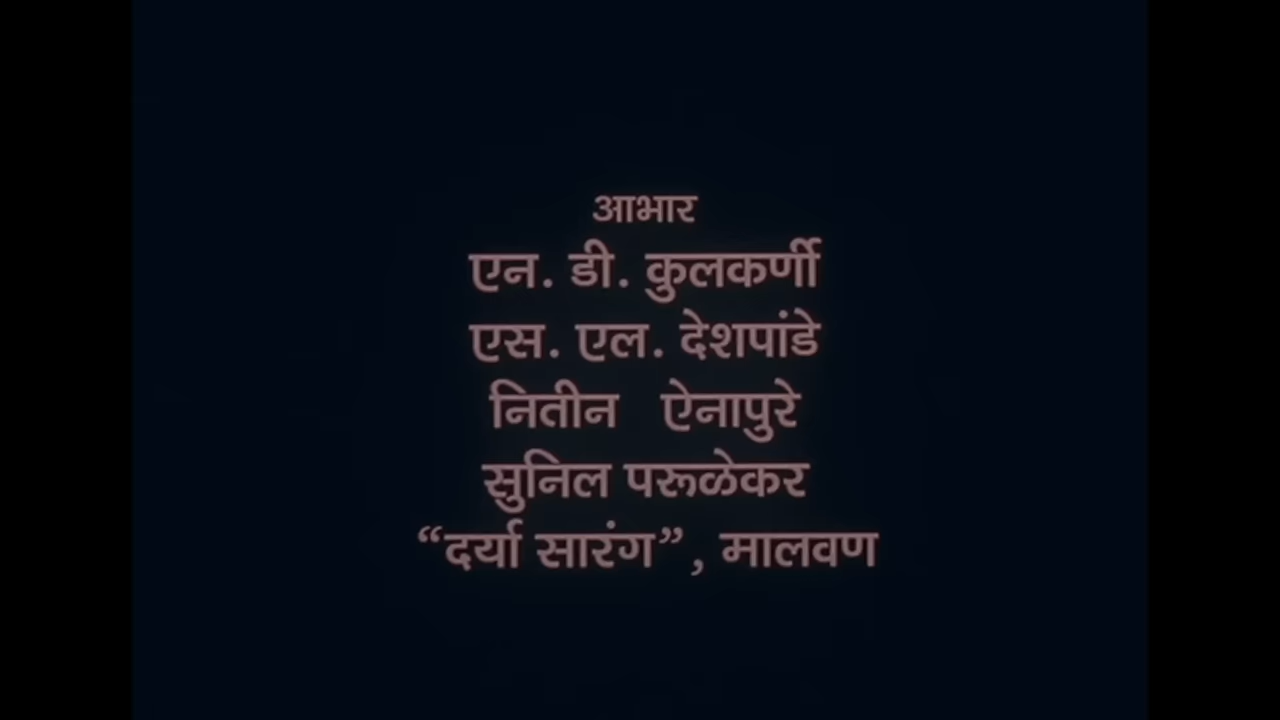 आभार
एन. डी. कुलकर्णी
एस. एल. देशपांडे
नितीन ऐनापुरे
सुनिल परूळेकर
“दर्या सारंग”, मालवण